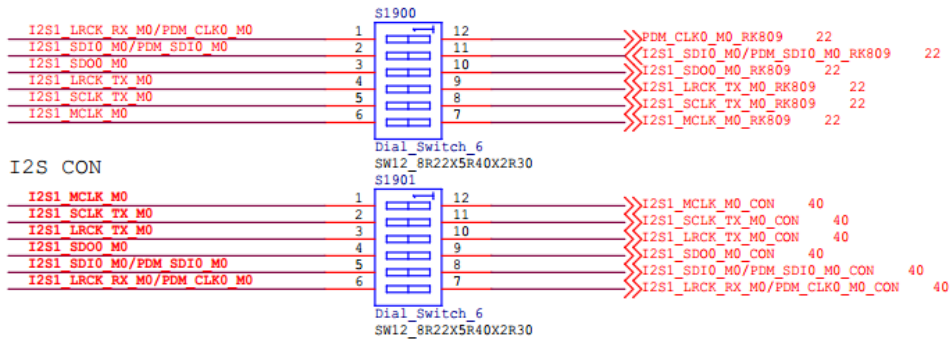 S1900
I2S1_LRCK_RX_M0/PDM_CLK0_M0 1 12 PDM_CLK0_M0_RK809 22
I2S1_SDI0_M0/PDM_SDI0_M0 2 11 I2S1_SDI0_M0/PDM_SDI0_M0_RK809 22
I2S1_SDO0_M0 3 10 I2S1_SDO0_M0_RK809 22
I2S1_LRCK_TX_M0 4 9 I2S1_LRCK_TX_M0_RK809 22
I2S1_SCLK_TX_M0 5 8 I2S1_SCLK_TX_M0_RK809 22
I2S1_MCLK_M0 6 7 I2S1_MCLK_M0_RK809 22
Dial_Switch_6
SW12_8R22X5R40X2R30
I2S CON
S1901
I2S1_MCLK_M0 1 12 I2S1_MCLK_M0_CON 40
I2S1_SCLK_TX_M0 2 11 I2S1_SCLK_TX_M0_CON 40
I2S1_LRCK_TX_M0 3 10 I2S1_LRCK_TX_M0_CON 40
I2S1_SDO0_M0 4 9 I2S1_SDO0_M0_CON 40
I2S1_SDI0_M0/PDM_SDI0_M0 5 8 I2S1_SDI0_M0/PDM_SDI0_M0_CON 40
I2S1_LRCK_RX_M0/PDM_CLK0_M0 6 7 I2S1_LRCK_RX_M0/PDM_CLK0_M0_CON 40
Dial_Switch_6
SW12_8R22X5R40X2R30